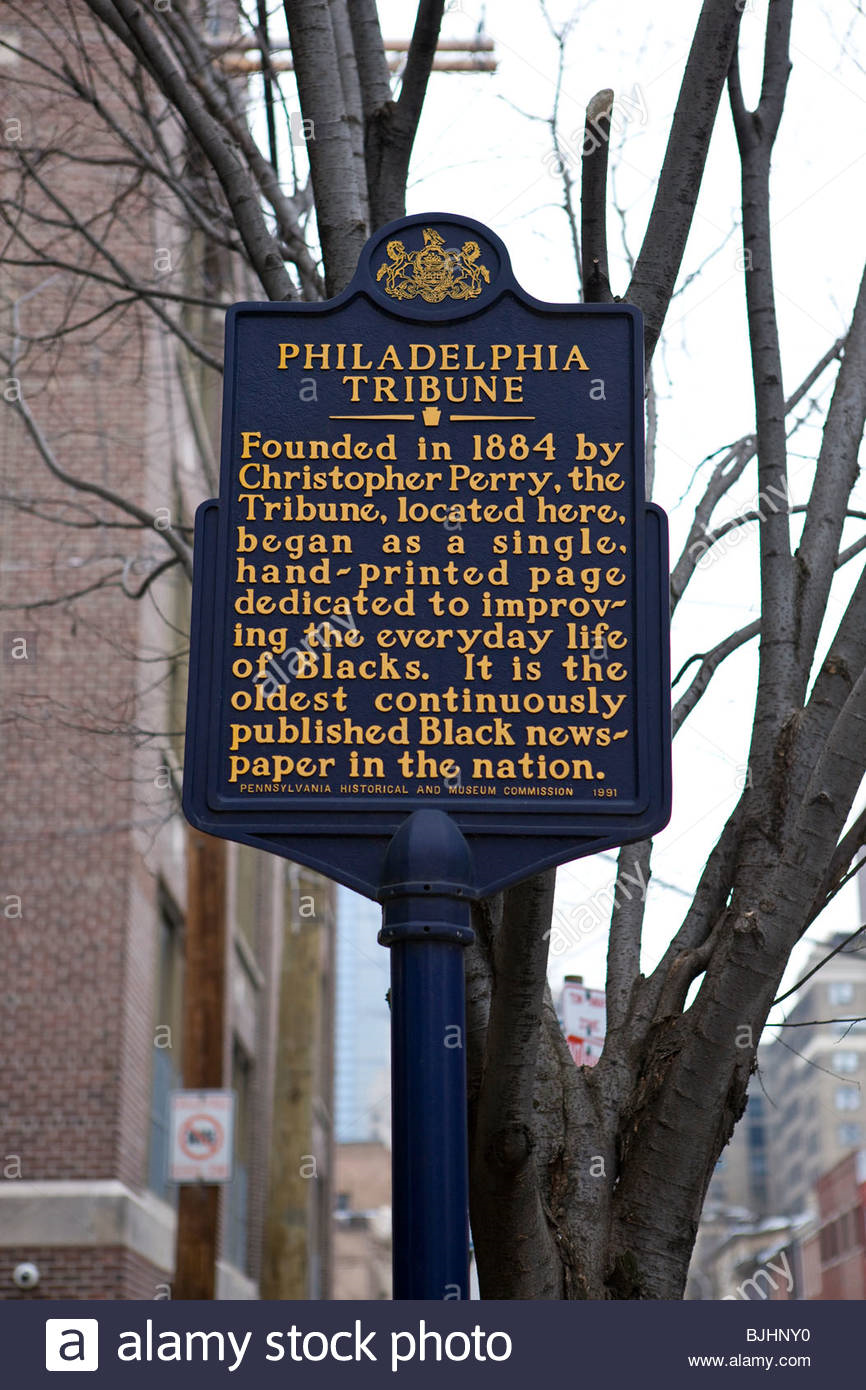 PHILADELPHIA
TRIBUNE
Founded in 1884 by
Christopher Perry, the
Tribune, located here,
began as a single,
hand-printed page
dedicated to improv-
ing the everyday life
of Blacks. It is the
oldest continuously
published Black news-
paper in the nation.
PENNSYLVANIA HISTORICAL AND MUSEUM COMMISSION 1991
a alamy stock photo
BJHNY0
www.alamy.com